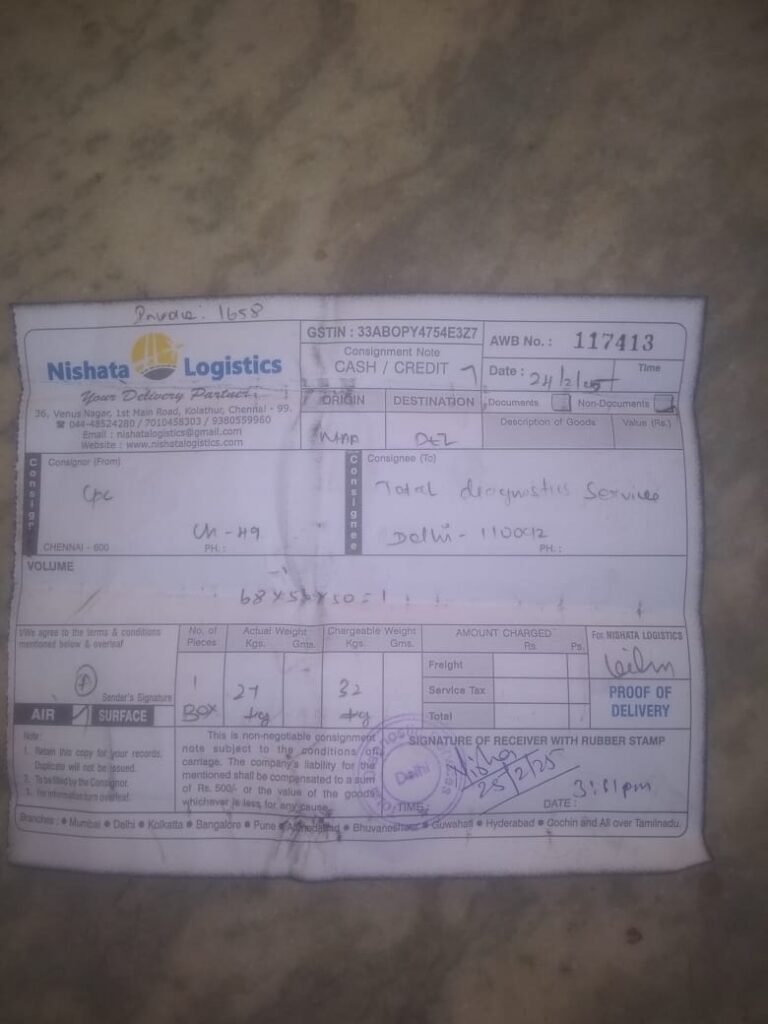 Invoice: 1658
Nishata Logistics
Your Delivery Partner
36, Venus Nagar, 1st Main Road, Kolathur, Chennai - 99.
☎ 044-48524280 / 7010458303 / 9380559960
Email : nishatalogistics@gmail.com
Website : www.nishatalogistics.com
GSTIN : 33ABOPY4754E3Z7
Consignment Note
CASH / CREDIT
AWB No. : 117413
Date : 24/2/25
Time
ORIGIN
DESTINATION
Documents
Non-Documents
MAA
DEL
Description of Goods
Value (Rs.)
Consignr
Consignor (From)
CPC
Ch - 49
CHENNAI - 600
PH. :
Consignee
Consignee (To)
Total diagnostics Service
Delhi - 110092
PH. :
VOLUME
I/We agree to the terms & conditions
mentioned below & overleaf
Sender's Signature
AIR
SURFACE
No. of
Pieces
1
Box
Actual Weight
Kgs. Gms.
27
kg
Chargeable Weight
Kgs. Gms.
32
kg
AMOUNT CHARGED
Rs. Ps.
Freight
Service Tax
Total
For NISHATA LOGISTICS
PROOF OF
DELIVERY
Note :
1. Retain this copy for your records.
Duplicate will not be issued.
2. To be filled by the Consignor.
3. For information turn overleaf.
This is non-negotiable consignment
note subject to the conditions of
carriage. The company's liability for the
mentioned shall be compensated to a sum
of Rs. 500/- or the value of the goods
whichever is less for any cause
SIGNATURE OF RECEIVER WITH RUBBER STAMP
Delhi
Nisha
25/2/25
TIME :
DATE :
3:11pm
Branches : ● Mumbai ● Delhi ● Kolkatta ● Bangalore ● Pune ● Ahmedabad ● Bhuvaneshwar ● Guwahati ● Hyderabad ● Cochin and All over Tamilnadu.